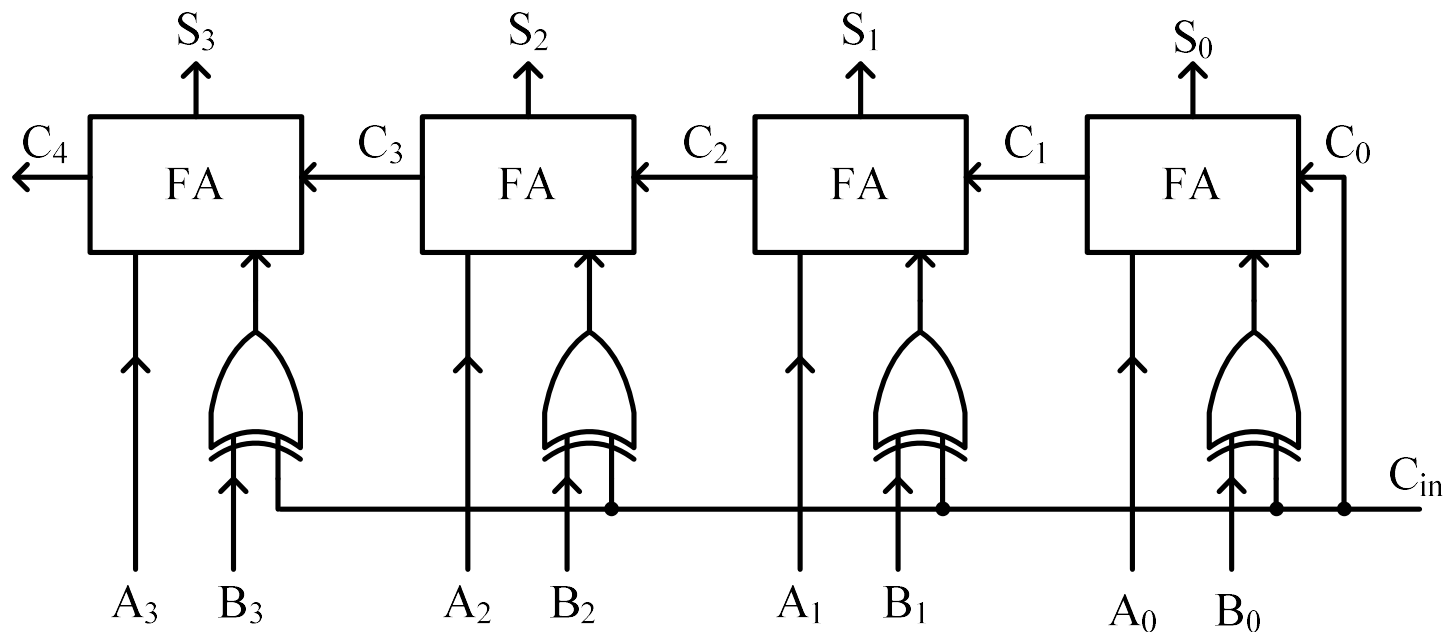 S3 S2 S1 S0
C4 C3 C2 C1 C0
FA FA FA FA
Cin
A3 B3 A2 B2 A1 B1 A0 B0